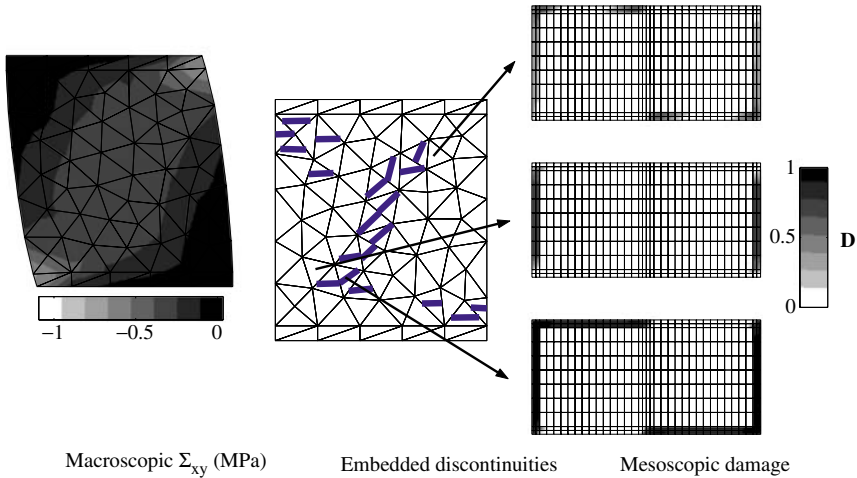 1
0.5
D
0
−1
−0.5
0
Macroscopic Σxy (MPa)
Embedded discontinuities
Mesoscopic damage